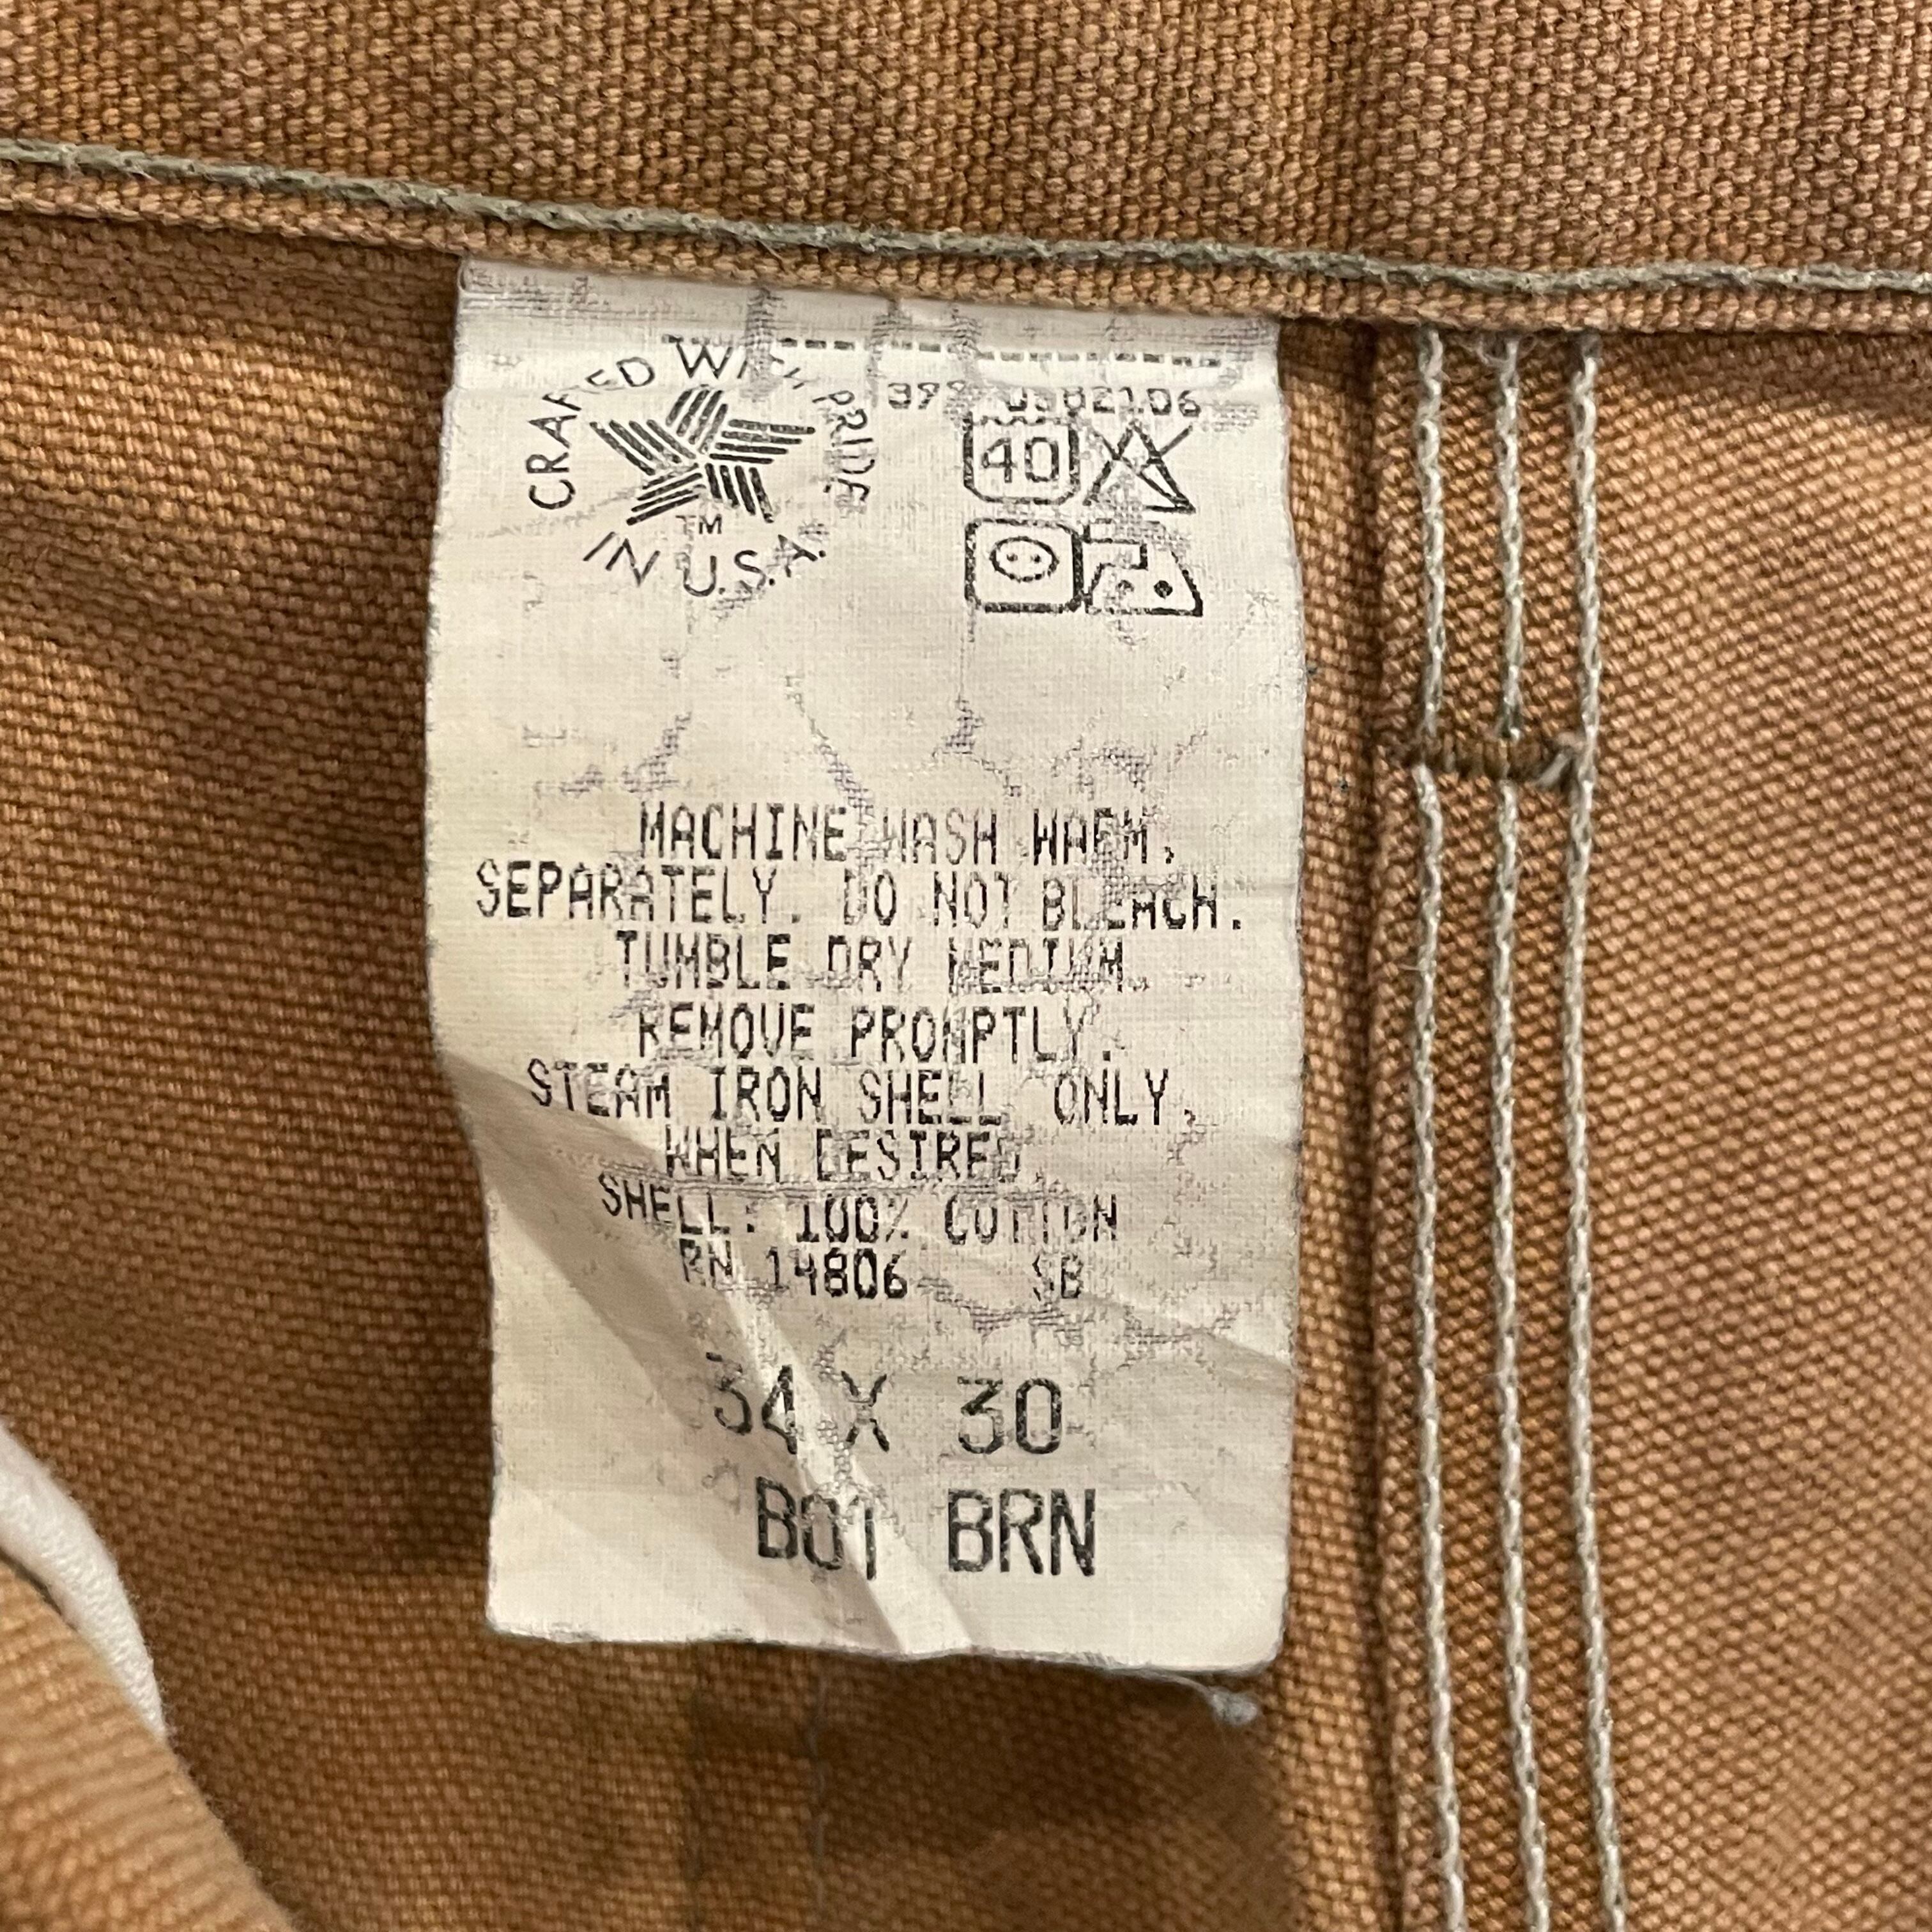 CRAFTED WITH PRIDE
TM
IN U.S.A.
40
MACHINE WASH WARM,
SEPARATELY. DO NOT BLEACH.
TUMBLE DRY MEDIUM.
REMOVE PROMPTLY.
STEAM IRON SHELL ONLY,
WHEN DESIRED
SHELL: 100% COTTON
RN 14806 SB
34 X 30
B01 BRN